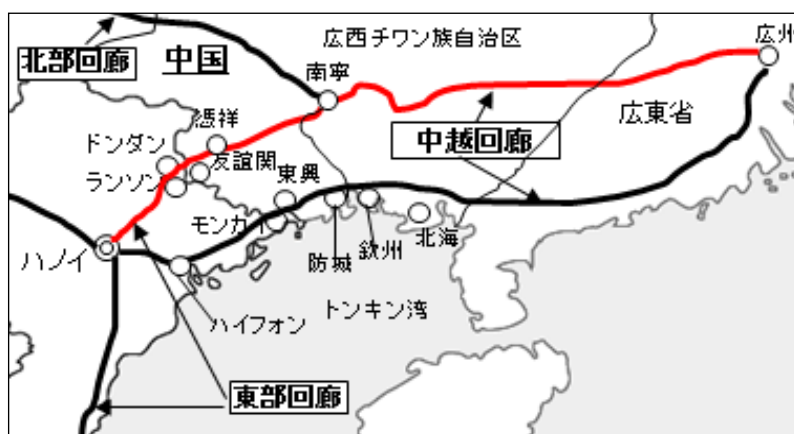 広西チワン族自治区
広州
北部回廊
中国
南寧
広東省
憑祥
中越回廊
ドンダン
友誼関
ランソン
東興
モンカイ
北海
欽州
防城
ハノイ
トンキン湾
ハイフォン
東部回廊